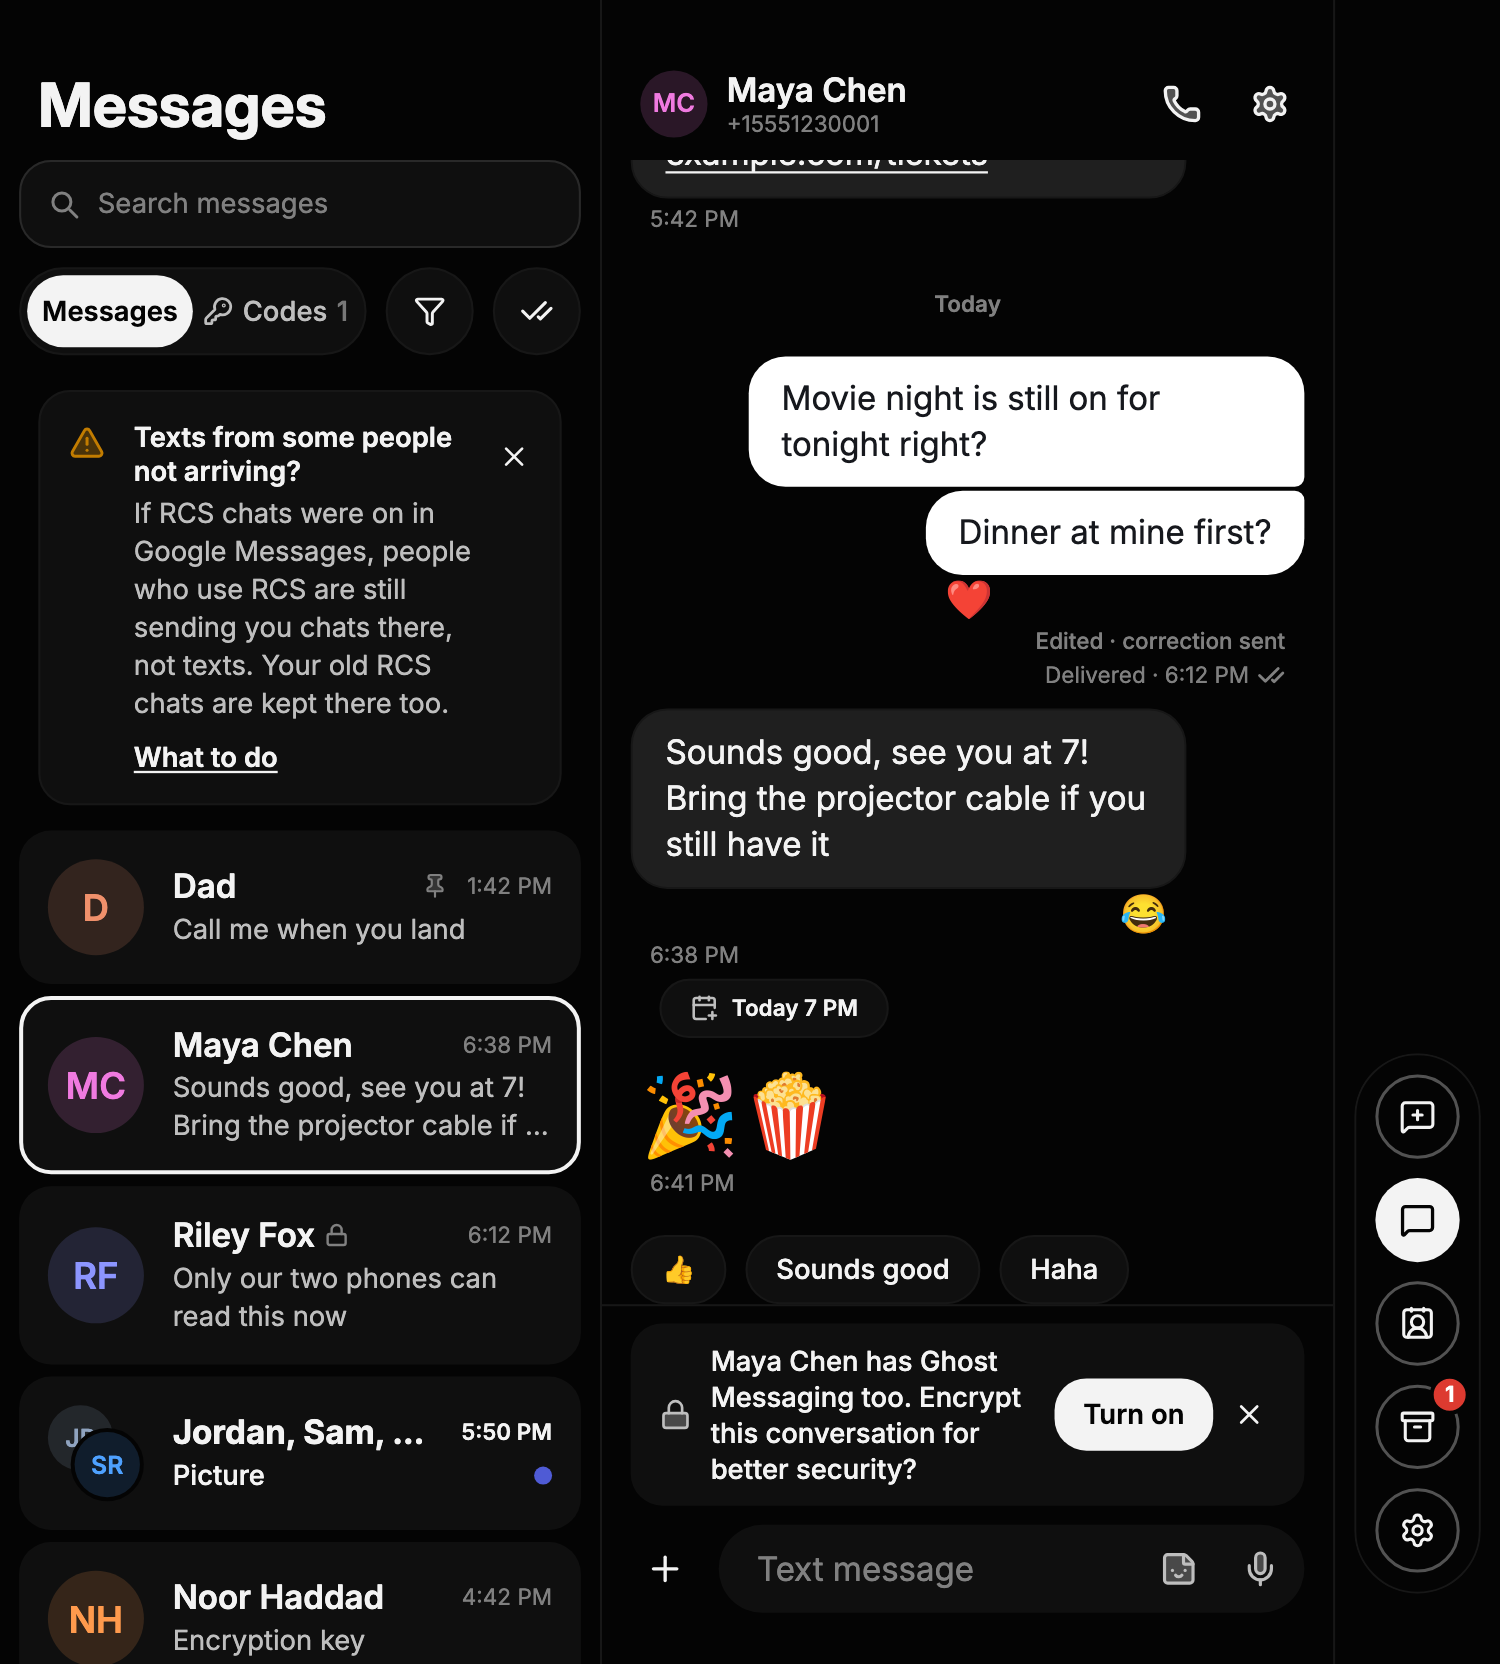 Messages
Search messages
Messages
Codes 1
Texts from some people
not arriving?
If RCS chats were on in
Google Messages, people
who use RCS are still
sending you chats there,
not texts. Your old RCS
chats are kept there too.
What to do
D
Dad
1:42 PM
Call me when you land
MC
Maya Chen
6:38 PM
Sounds good, see you at 7!
Bring the projector cable if ...
RF
Riley Fox
6:12 PM
Only our two phones can
read this now
SR
Jordan, Sam, ...
5:50 PM
Picture
NH
Noor Haddad
4:42 PM
Encryption key
MC
Maya Chen
+15551230001
example.com/tickets
5:42 PM
Today
Movie night is still on for
tonight right?
Dinner at mine first?
Edited · correction sent
Delivered · 6:12 PM
Sounds good, see you at 7!
Bring the projector cable if you
still have it
6:38 PM
Today 7 PM
6:41 PM
Sounds good
Haha
Maya Chen has Ghost
Messaging too. Encrypt
this conversation for
better security?
Turn on
Text message
1